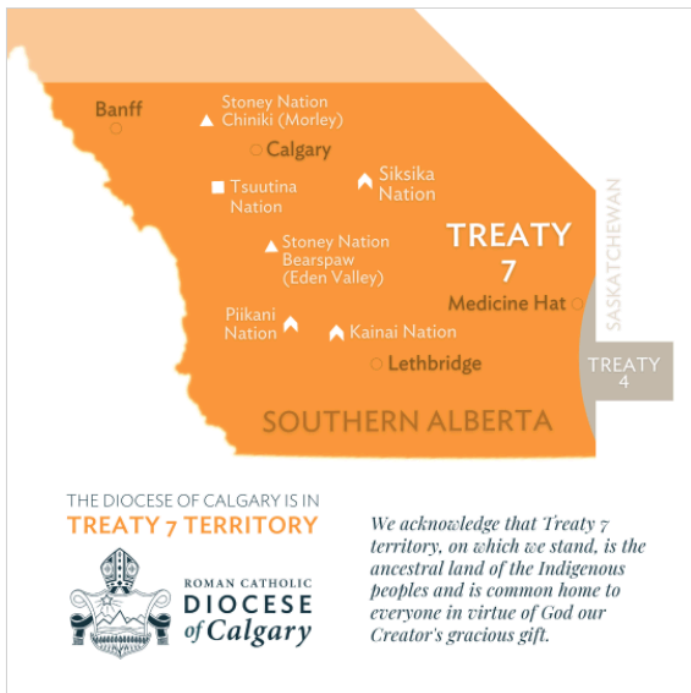 Banff
Stoney Nation
Chiniki (Morley)
Calgary
Tsuutina
Nation
Siksika
Nation
Stoney Nation
Bearspaw
(Eden Valley)
TREATY
7
SASKATCHEWAN
Medicine Hat
Piikani
Nation
Kainai Nation
Lethbridge
TREATY
4
SOUTHERN ALBERTA
THE DIOCESE OF CALGARY IS IN
TREATY 7 TERRITORY
ROMAN CATHOLIC
DIOCESE
of Calgary
We acknowledge that Treaty 7
territory, on which we stand, is the
ancestral land of the Indigenous
peoples and is common home to
everyone in virtue of God our
Creator's gracious gift.